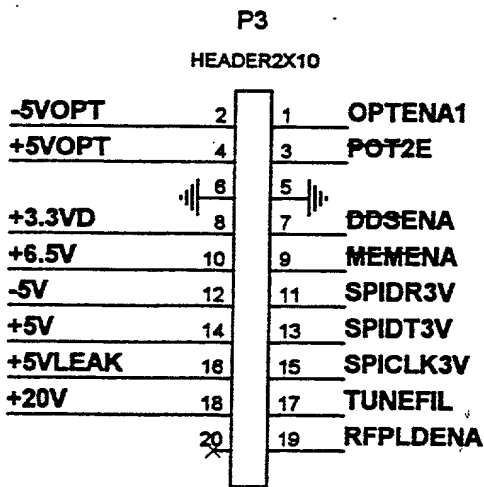 P3
HEADER2X10
-5VOPT 2 1 OPTENA1
+5VOPT 4 3 POT2E
6 5
+3.3VD 8 7 DDSENA
+6.5V 10 9 MEMENA
-5V 12 11 SPIDR3V
+5V 14 13 SPIDT3V
+5VLEAK 16 15 SPICLK3V
+20V 18 17 TUNEFIL
20 19 RFPLDENA